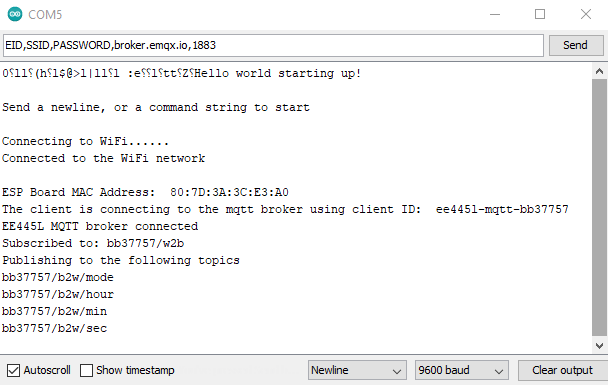 COM5
EID,SSID,PASSWORD,broker.emqx.io,1883
Send
Hello world starting up!
Send a newline, or a command string to start
Connecting to WiFi......
Connected to the WiFi network
ESP Board MAC Address:  80:7D:3A:3C:E3:A0
The client is connecting to the mqtt broker using client ID:  ee445l-mqtt-bb37757
EE445L MQTT broker connected
Subscribed to: bb37757/w2b
Publishing to the following topics
bb37757/b2w/mode
bb37757/b2w/hour
bb37757/b2w/min
bb37757/b2w/sec
Autoscroll Show timestamp Newline 9600 baud Clear output